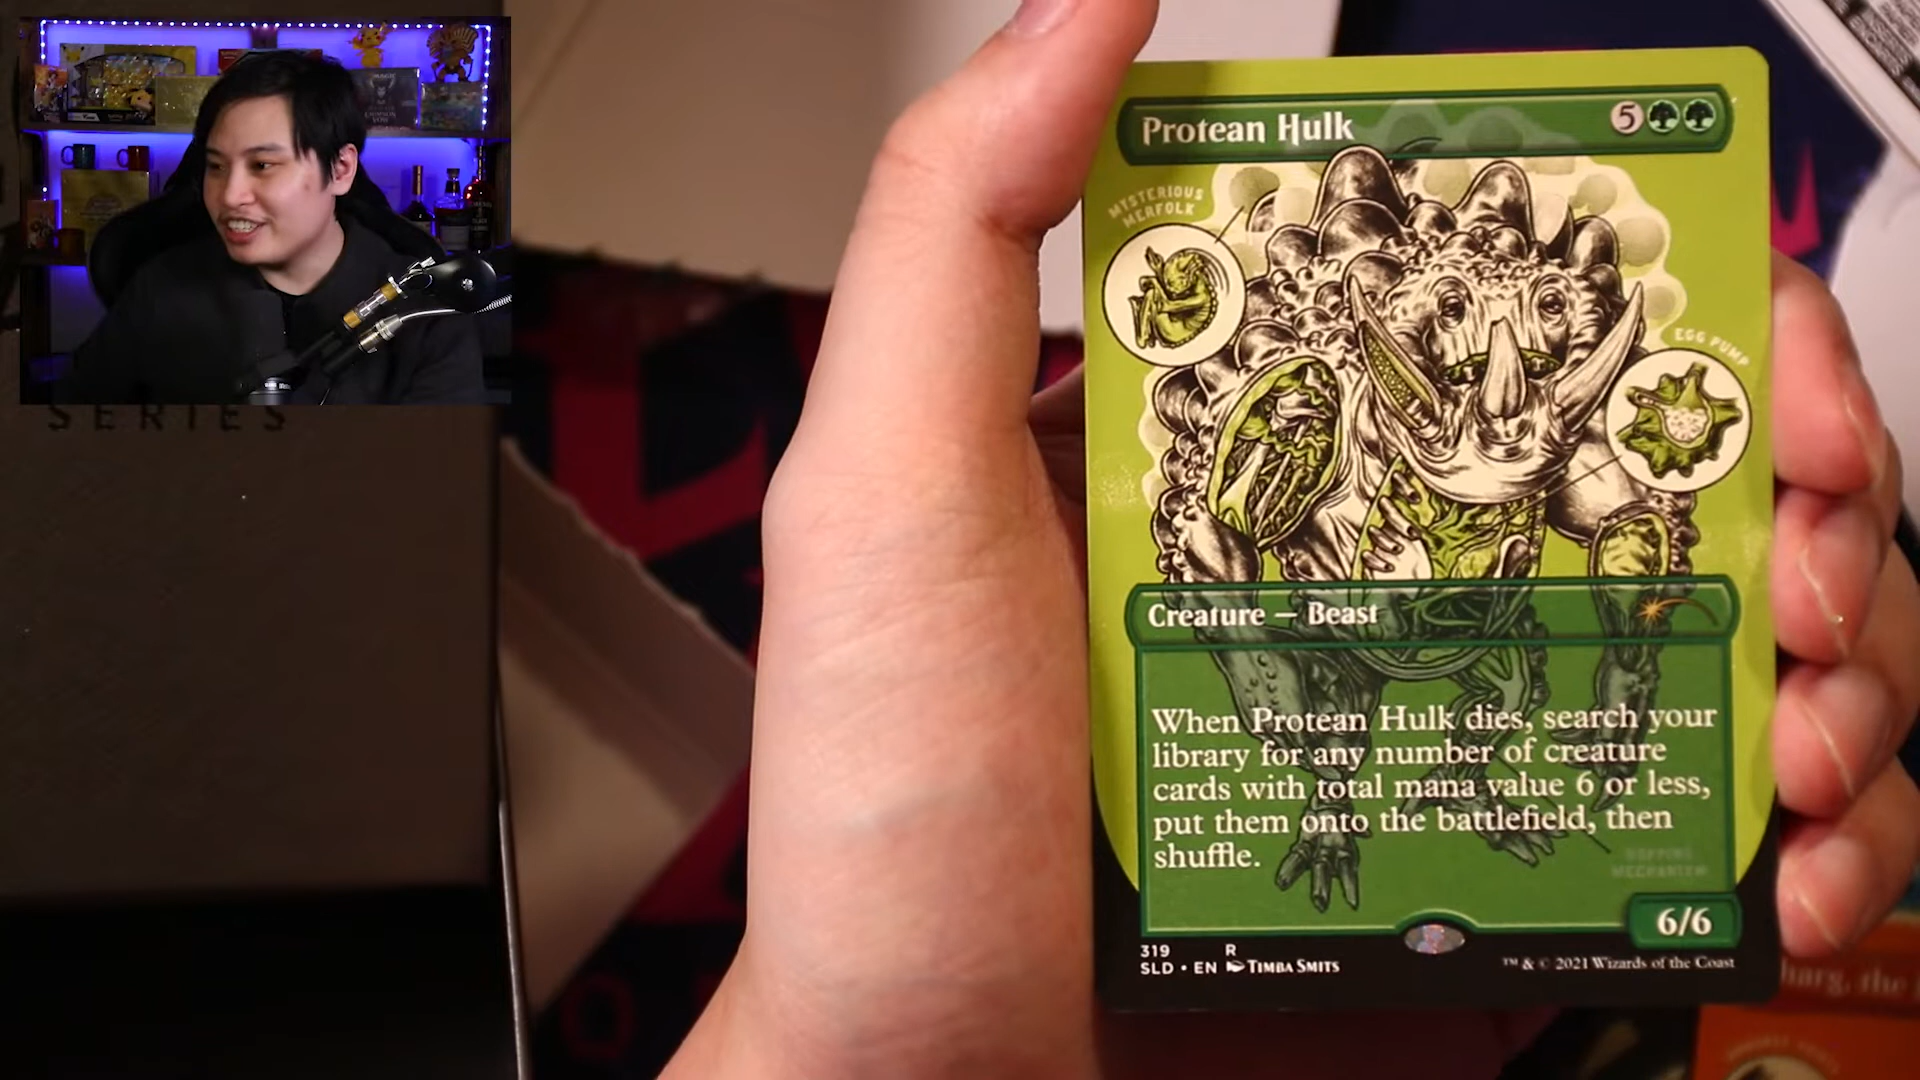 SERIES
Protean Hulk
5
MYSTERIOUS
MERFOLK
EGG PUMP
Creature — Beast
When Protean Hulk dies, search your
library for any number of creature
cards with total mana value 6 or less,
put them onto the battlefield, then
shuffle.
6/6
319 R
SLD • EN TIMBA SMITS
™ & © 2021 Wizards of the Coast